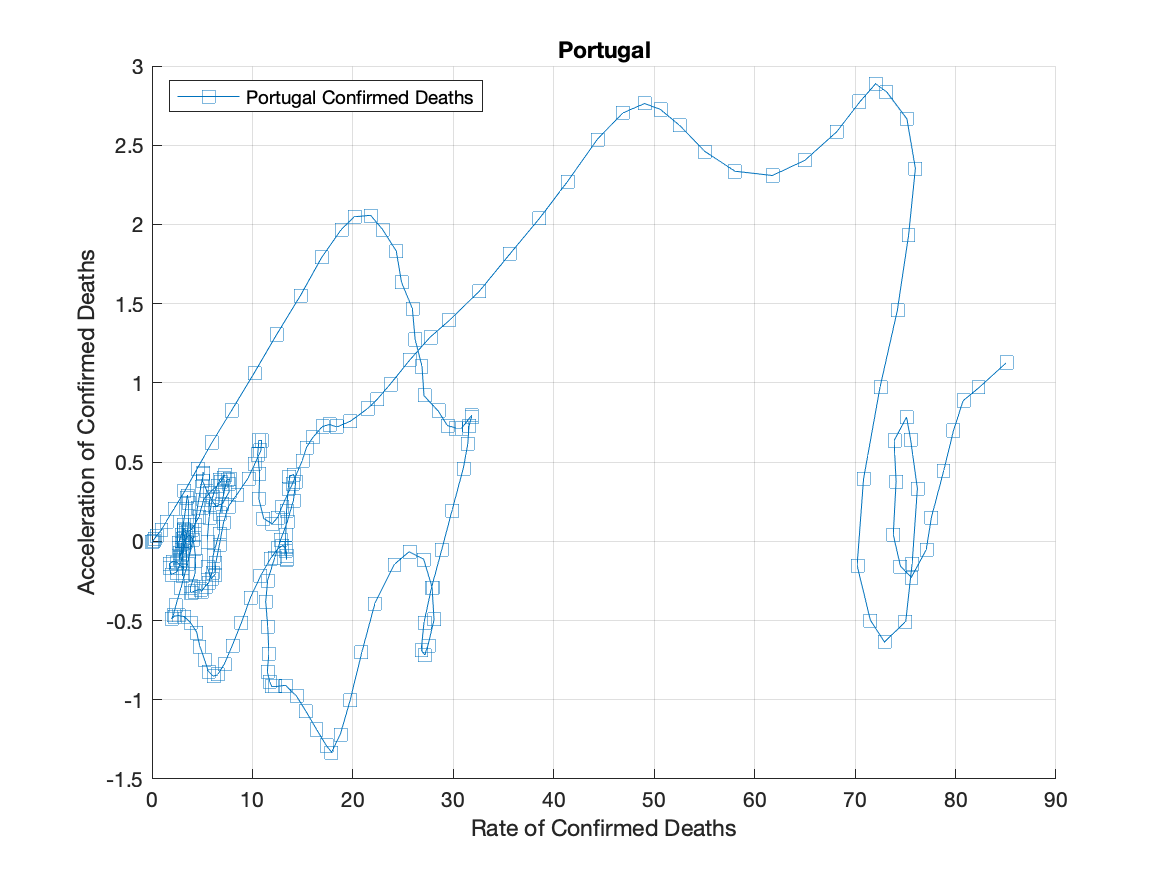 Portugal
Portugal Confirmed Deaths
3
2.5
2
1.5
1
0.5
0
-0.5
-1
-1.5
Acceleration of Confirmed Deaths
0 10 20 30 40 50 60 70 80 90
Rate of Confirmed Deaths